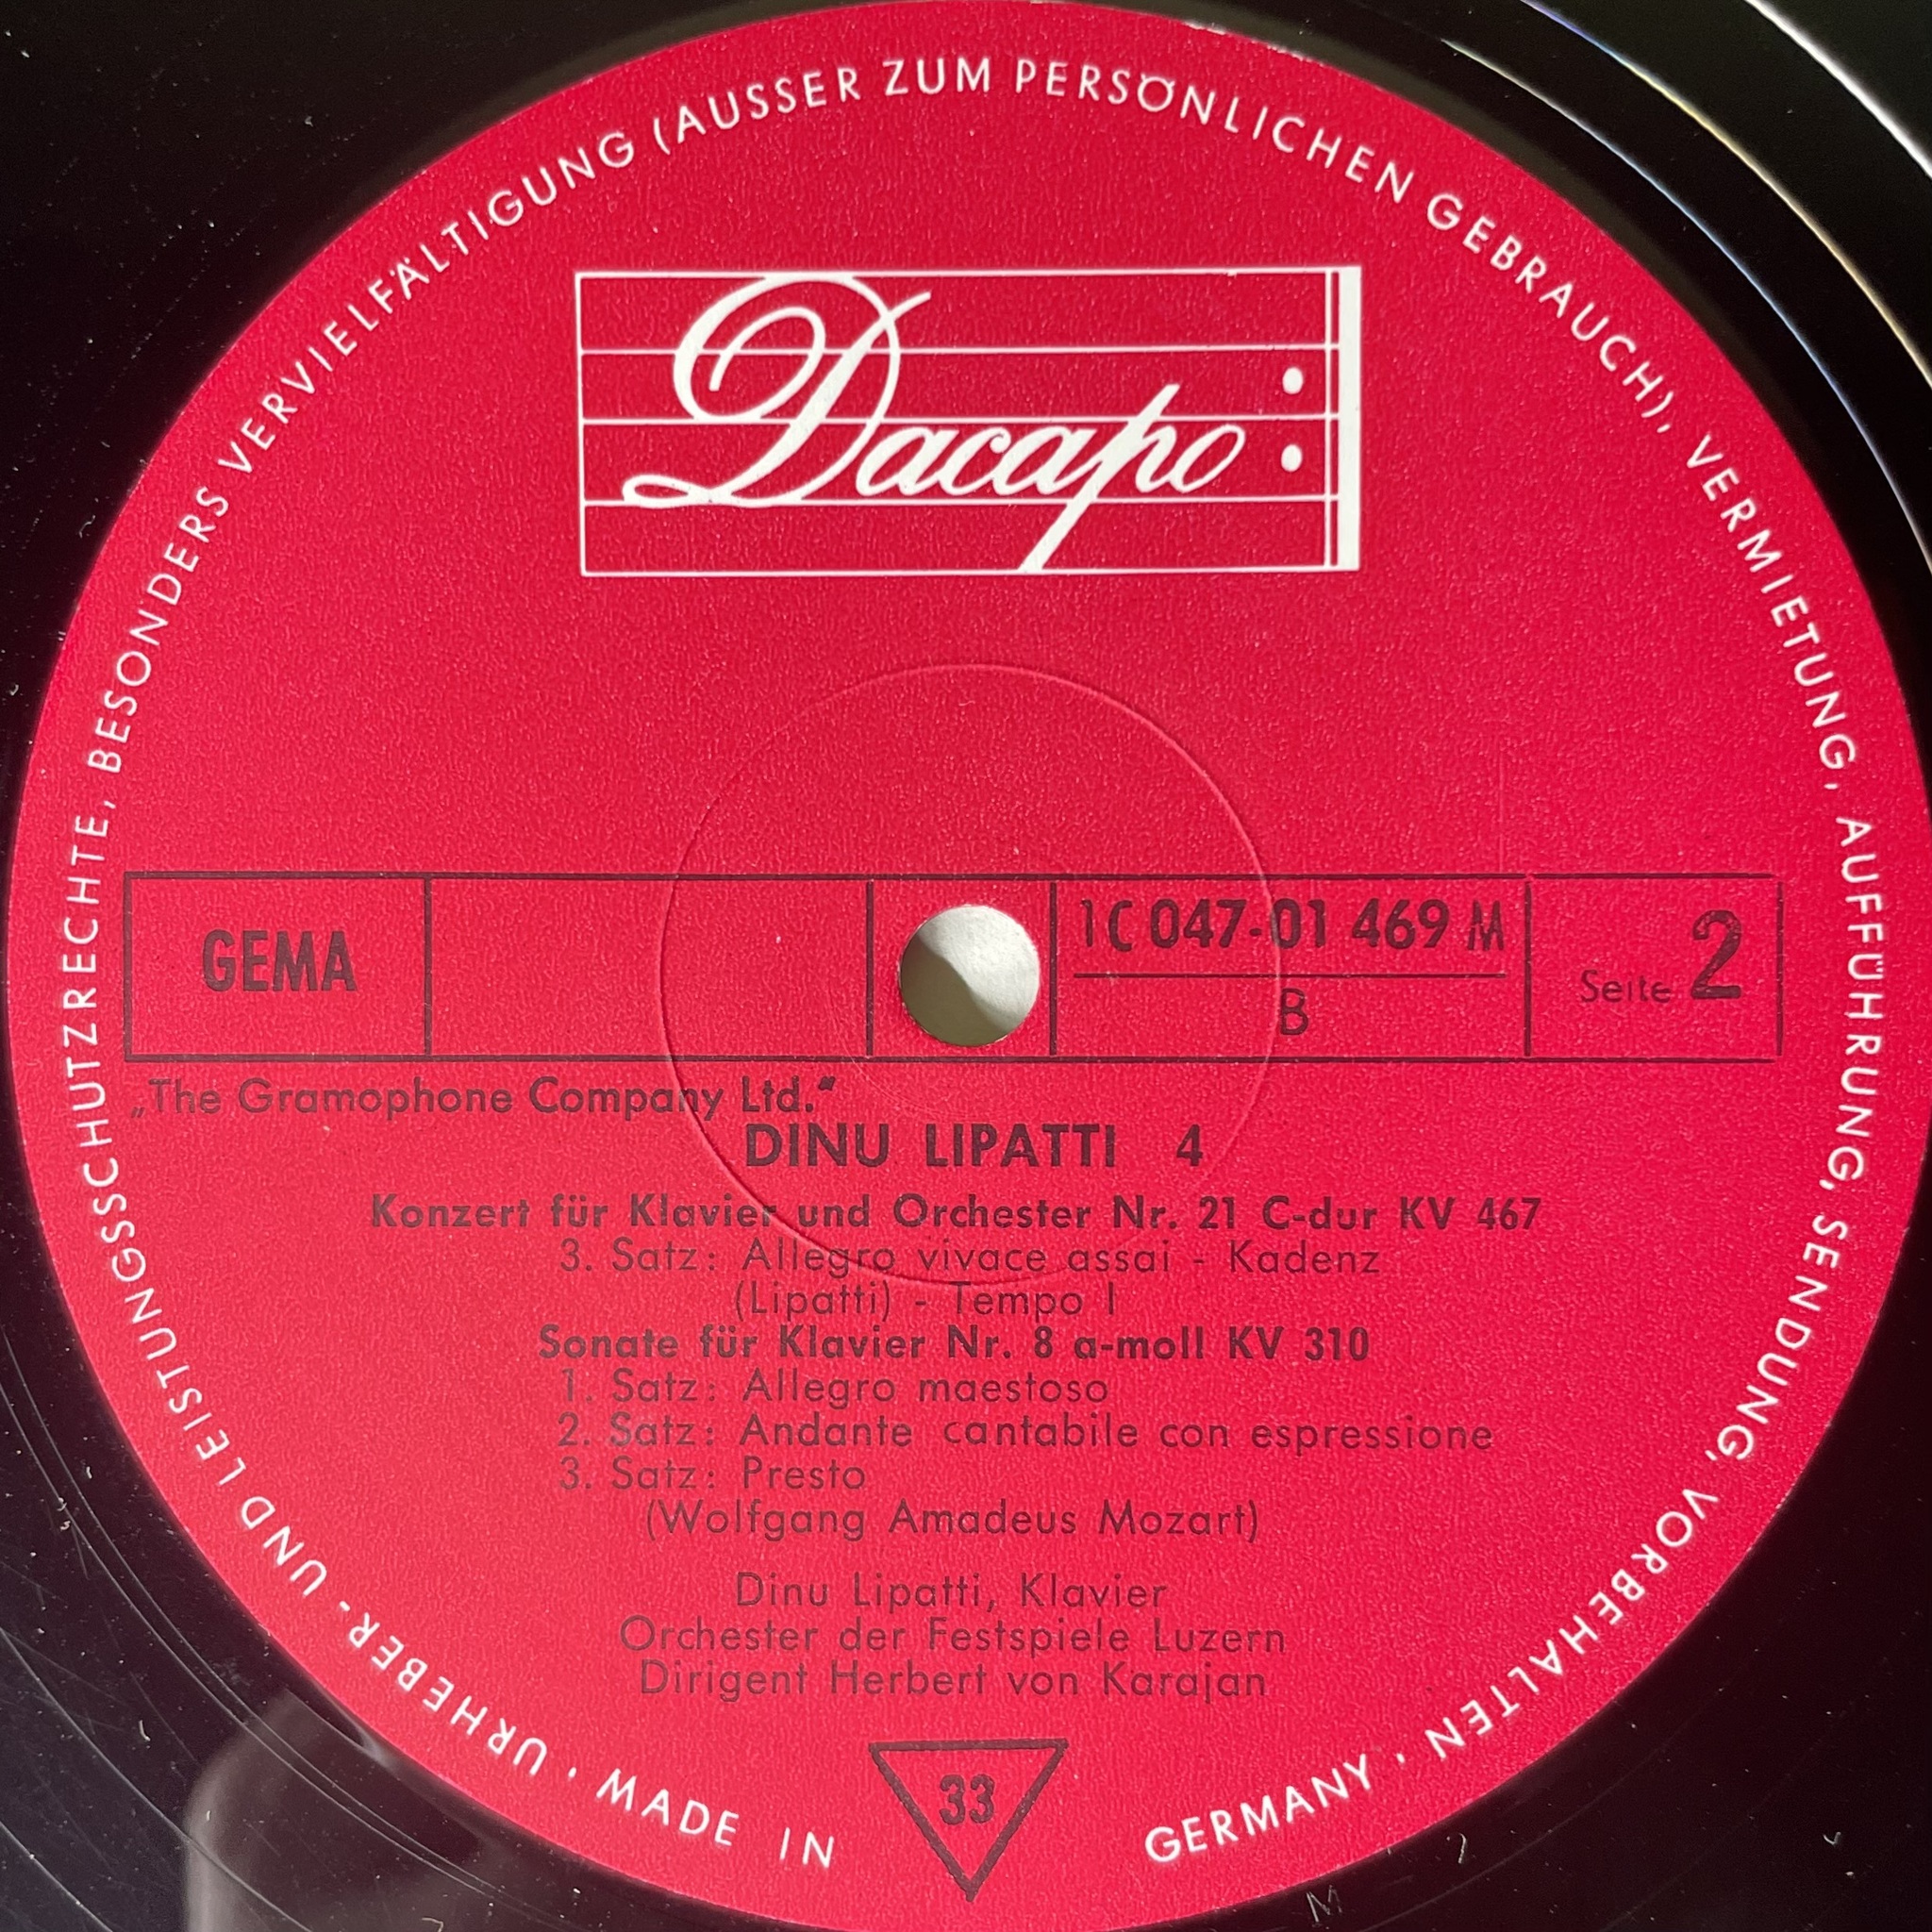 URHEBER- UND LEISTUNGSSCHUTZRECHTE, BESONDERS VERVIELFÄLTIGUNG (AUSSER ZUM PERSÖNLICHEN GEBRAUCH), VERMIETUNG, AUFFÜHRUNG, SENDUNG, VORBEHALTEN · MADE IN GERMANY ·
Dacapo
GEMA
1C 047-01 469 M
B
Seite 2
„The Gramophone Company Ltd.“
DINU LIPATTI 4
Konzert für Klavier und Orchester Nr. 21 C-dur KV 467
3. Satz: Allegro vivace assai - Kadenz
(Lipatti) - Tempo I
Sonate für Klavier Nr. 8 a-moll KV 310
1. Satz: Allegro maestoso
2. Satz: Andante cantabile con espressione
3. Satz: Presto
(Wolfgang Amadeus Mozart)
Dinu Lipatti, Klavier
Orchester der Festspiele Luzern
Dirigent Herbert von Karajan
33
M